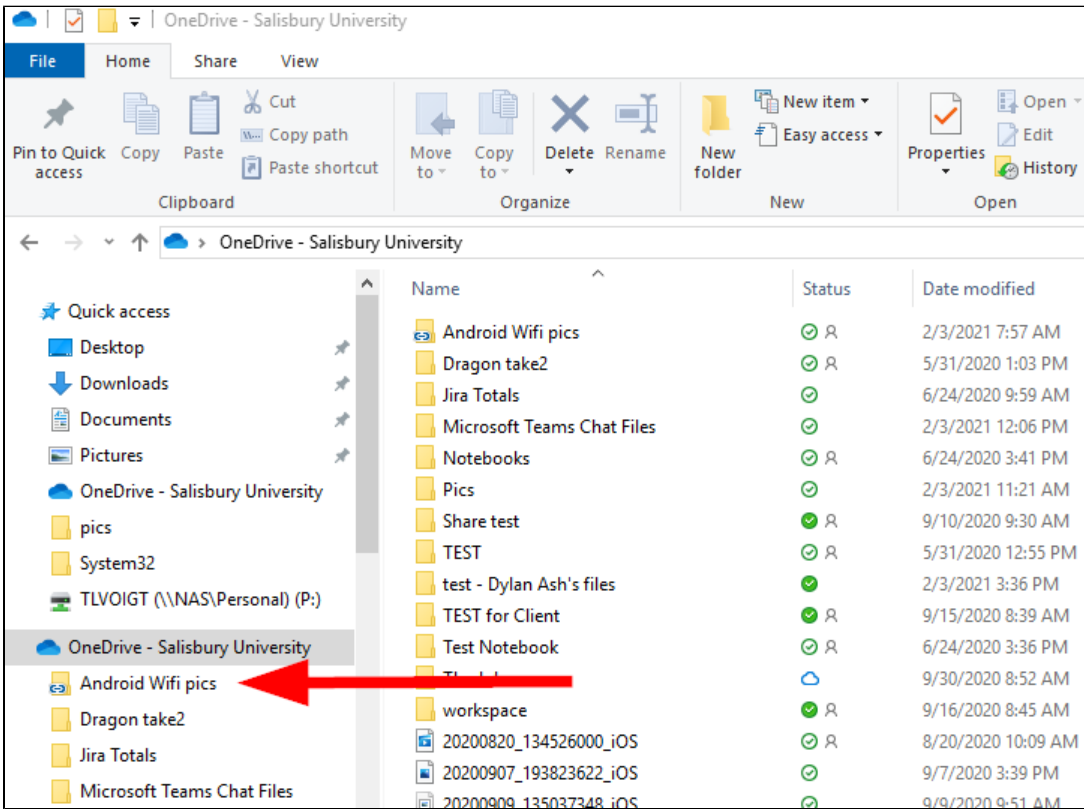 OneDrive - Salisbury University
File Home Share View
Pin to Quick access
Copy
Paste
Cut
Copy path
Paste shortcut
Clipboard
Move to
Copy to
Delete
Rename
Organize
New folder
New item
Easy access
New
Properties
Open
Edit
History
Open
OneDrive - Salisbury University
Quick access
Desktop
Downloads
Documents
Pictures
OneDrive - Salisbury University
pics
System32
TLVOIGT (\\NAS\Personal) (P:)
OneDrive - Salisbury University
Android Wifi pics
Dragon take2
Jira Totals
Microsoft Teams Chat Files
Name Status Date modified
Android Wifi pics 2/3/2021 7:57 AM
Dragon take2 5/31/2020 1:03 PM
Jira Totals 6/24/2020 9:59 AM
Microsoft Teams Chat Files 2/3/2021 12:06 PM
Notebooks 6/24/2020 3:41 PM
Pics 2/3/2021 11:21 AM
Share test 9/10/2020 9:30 AM
TEST 5/31/2020 12:55 PM
test - Dylan Ash's files 2/3/2021 3:36 PM
TEST for Client 9/15/2020 8:39 AM
Test Notebook 6/24/2020 3:36 PM
9/30/2020 8:52 AM
workspace 9/16/2020 8:45 AM
20200820_134526000_iOS 8/20/2020 10:09 AM
20200907_193823622_iOS 9/7/2020 3:39 PM
20200909_135037348_iOS 9/9/2020 9:51 AM